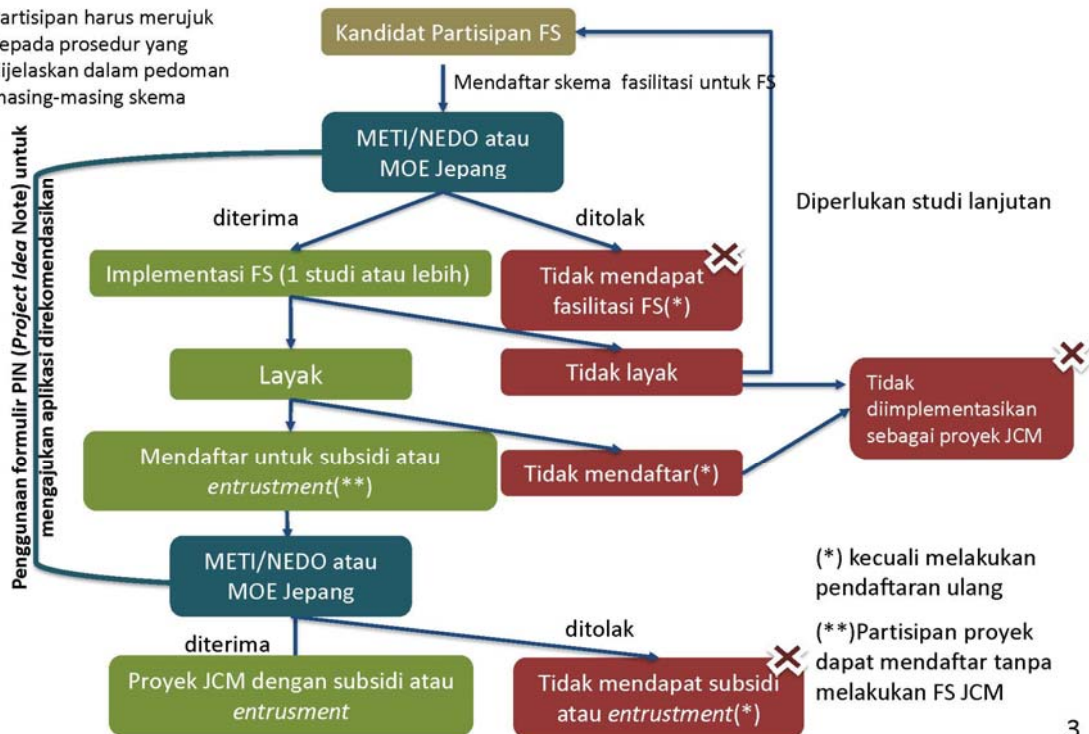 artisipan harus merujuk
epada prosedur yang
ijelaskan dalam pedoman
nasing-masing skema
Kandidat Partisipan FS
Mendaftar skema fasilitasi untuk FS
METI/NEDO atau
MOE Jepang
Diperlukan studi lanjutan
diterima
ditolak
Implementasi FS (1 studi atau lebih)
Tidak mendapat
fasilitasi FS(*)
Layak
Tidak layak
Tidak
diimplementasikan
sebagai proyek JCM
Mendaftar untuk subsidi atau
entrustment(**)
Tidak mendaftar(*)
METI/NEDO atau
MOE Jepang
diterima
ditolak
Proyek JCM dengan subsidi atau
entrusment
Tidak mendapat subsidi
atau entrustment(*)
Penggunaan formulir PIN (Project Idea Note) untuk
mengajukan aplikasi direkomendasikan
(*) kecuali melakukan
pendaftaran ulang
(**)Partisipan proyek
dapat mendaftar tanpa
melakukan FS JCM
3